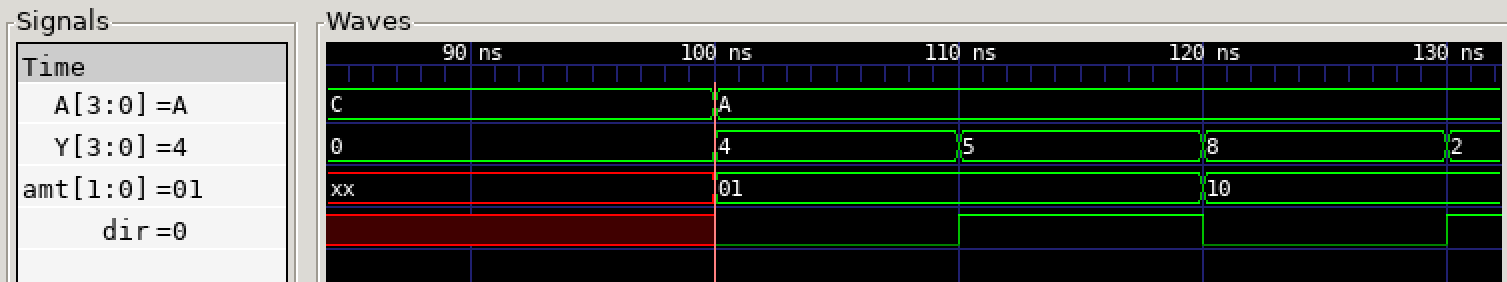 Signals
Waves
Time
90 ns 100 ns 110 ns 120 ns 130 ns
A[3:0]=A
C A
Y[3:0]=4
0 4 5 8 2
amt[1:0]=01
xx 01 10
dir=0